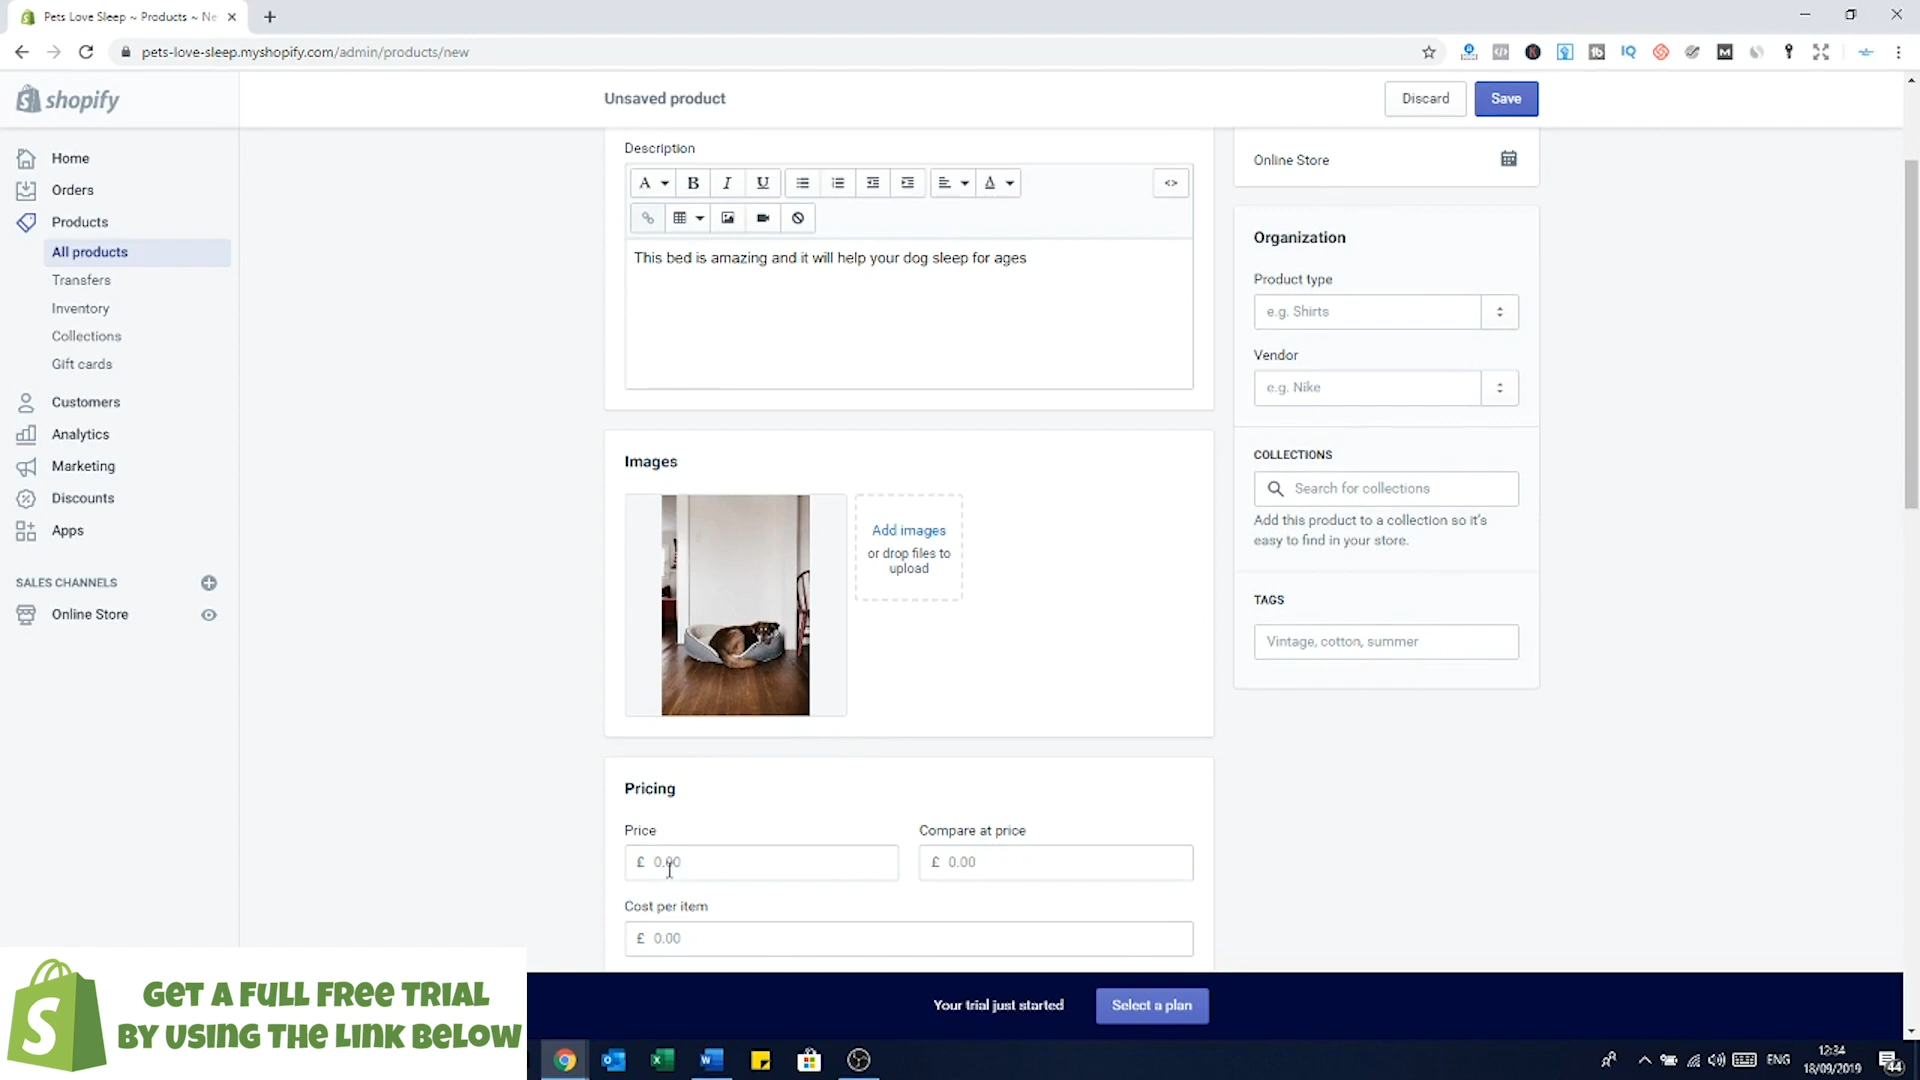 Pets Love Sleep ~ Products ~ Ne
pets-love-sleep.myshopify.com/admin/products/new
shopify
Unsaved product
Discard
Save
Home
Orders
Products
All products
Transfers
Inventory
Collections
Gift cards
Customers
Analytics
Marketing
Discounts
Apps
SALES CHANNELS
Online Store
Description
A
B
I
U
A
<>
This bed is amazing and it will help your dog sleep for ages
Images
Add images
or drop files to
upload
Pricing
Price
£ 0.00
Compare at price
£ 0.00
Cost per item
£ 0.00
Online Store
Organization
Product type
e.g. Shirts
Vendor
e.g. Nike
COLLECTIONS
Search for collections
Add this product to a collection so it's
easy to find in your store.
TAGS
Vintage, cotton, summer
GET A FULL FREE TRIAL
BY USING THE LINK BELOW
Your trial just started
Select a plan
ENG
12:34
18/09/2019
44